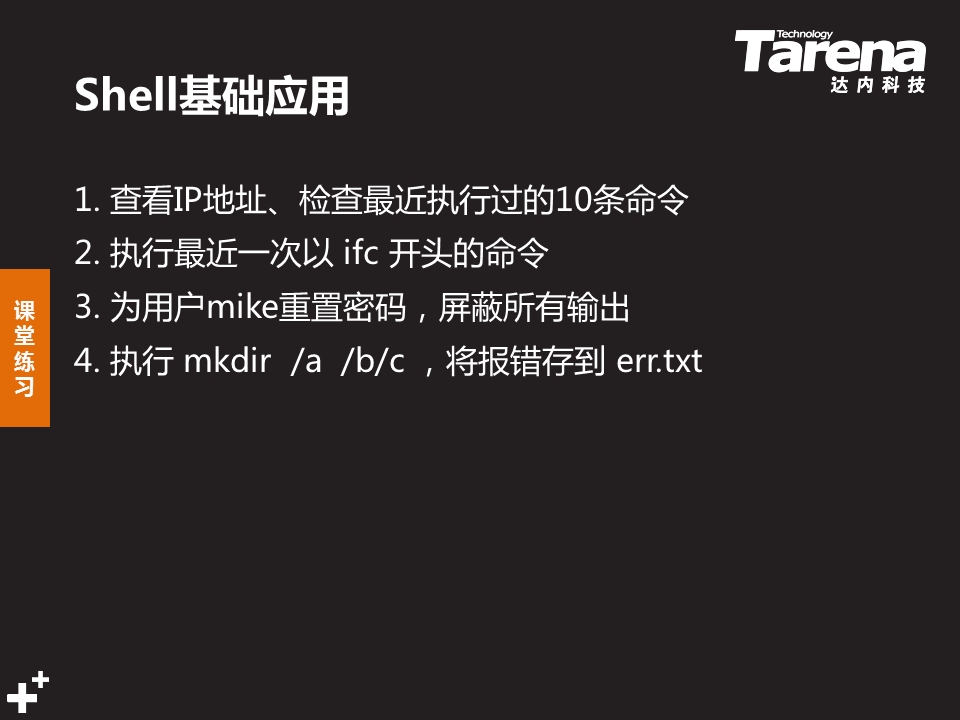 Technology
Tarena
达内科技
Shell基础应用
1. 查看IP地址、检查最近执行过的10条命令
2. 执行最近一次以 ifc 开头的命令
3. 为用户mike重置密码，屏蔽所有输出
4. 执行 mkdir  /a  /b/c ，将报错存到 err.txt
课
堂
练
习